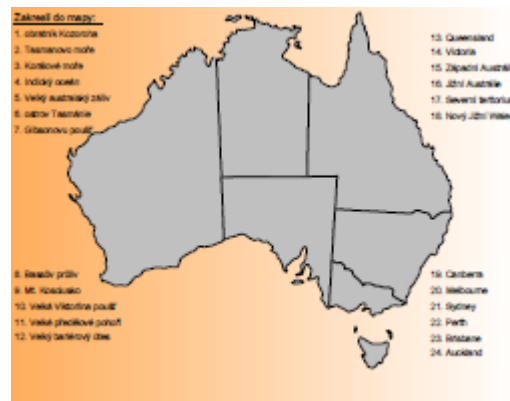 Zakresli do mapy:
1. obratník Kozoroha
2. Tasmanovo moře
3. Korálové moře
4. Indický oceán
5. Velký australský záliv
6. ostrov Tasmánie
7. Gibsonova poušť
8. Bassův průliv
9. Mt. Kosciusko
10. Velká Viktoriina poušť
11. Velké předělové pohoří
12. Velký bariérový útes
13. Queensland
14. Victoria
15. Západní Austrálie
16. Jižní Austrálie
17. Severní teritorium
18. Nový Jižní Wales
19. Canberra
20. Melbourne
21. Sydney
22. Perth
23. Brisbane
24. Auckland